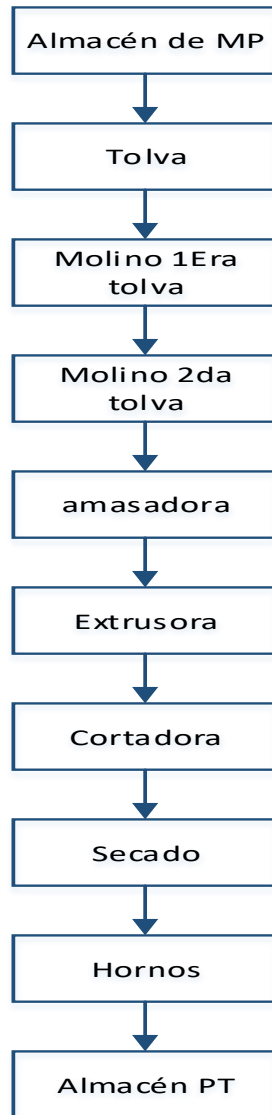 Almacén de MP
Tolva
Molino 1Era
tolva
Molino 2da
tolva
amasadora
Extrusora
Cortadora
Secado
Hornos
Almacén PT